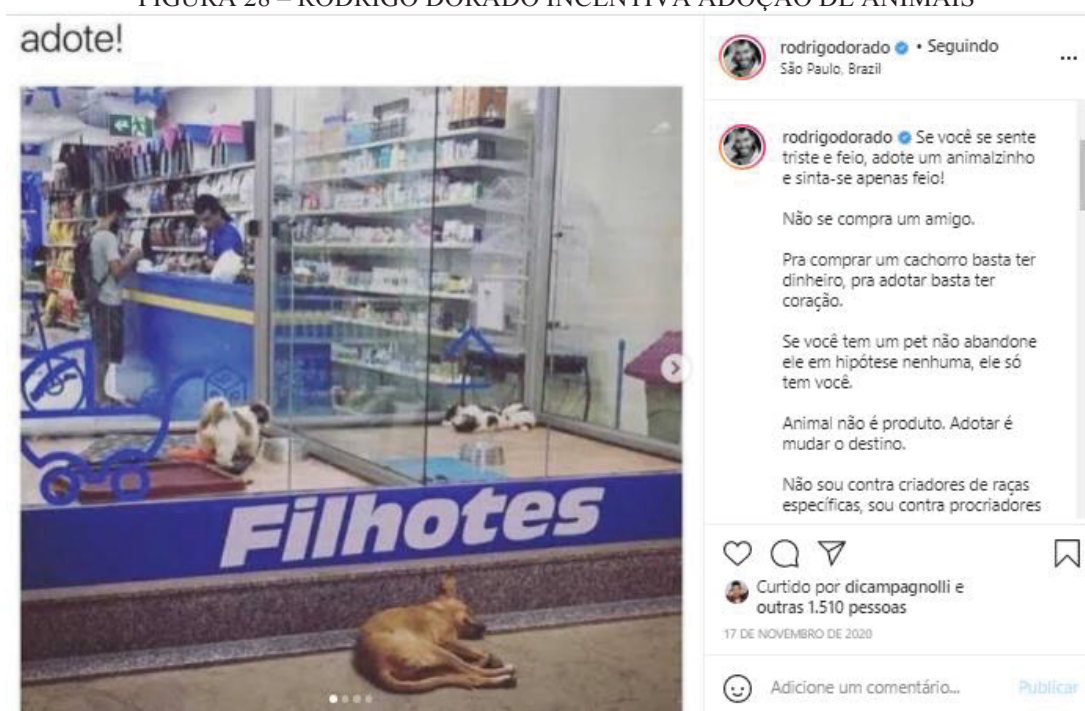 FIGURA 28 – RODRIGO DORADO INCENTIVA ADOÇÃO DE ANIMAIS
adote!
Filhotes
rodrigodorado • Seguindo
São Paulo, Brazil
rodrigodorado Se você se sente
triste e feio, adote um animalzinho
e sinta-se apenas feio!
Não se compra um amigo.
Pra comprar um cachorro basta ter
dinheiro, pra adotar basta ter
coração.
Se você tem um pet não abandone
ele em hipótese nenhuma, ele só
tem você.
Animal não é produto. Adotar é
mudar o destino.
Não sou contra criadores de raças
específicas, sou contra procriadores
Curtido por dicampagnolli e
outras 1.510 pessoas
17 DE NOVEMBRO DE 2020
Adicione um comentário... Publicar